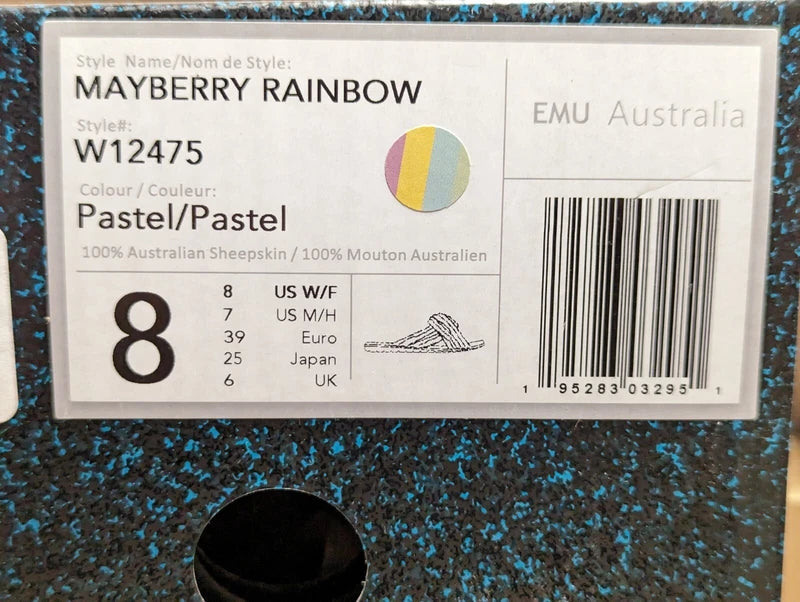 Style Name/Nom de Style:
MAYBERRY RAINBOW
Style#:
W12475
Colour / Couleur:
Pastel/Pastel
100% Australian Sheepskin / 100% Mouton Australien
8
8 US W/F
7 US M/H
39 Euro
25 Japan
6 UK
EMU Australia
1 95283 03295 1